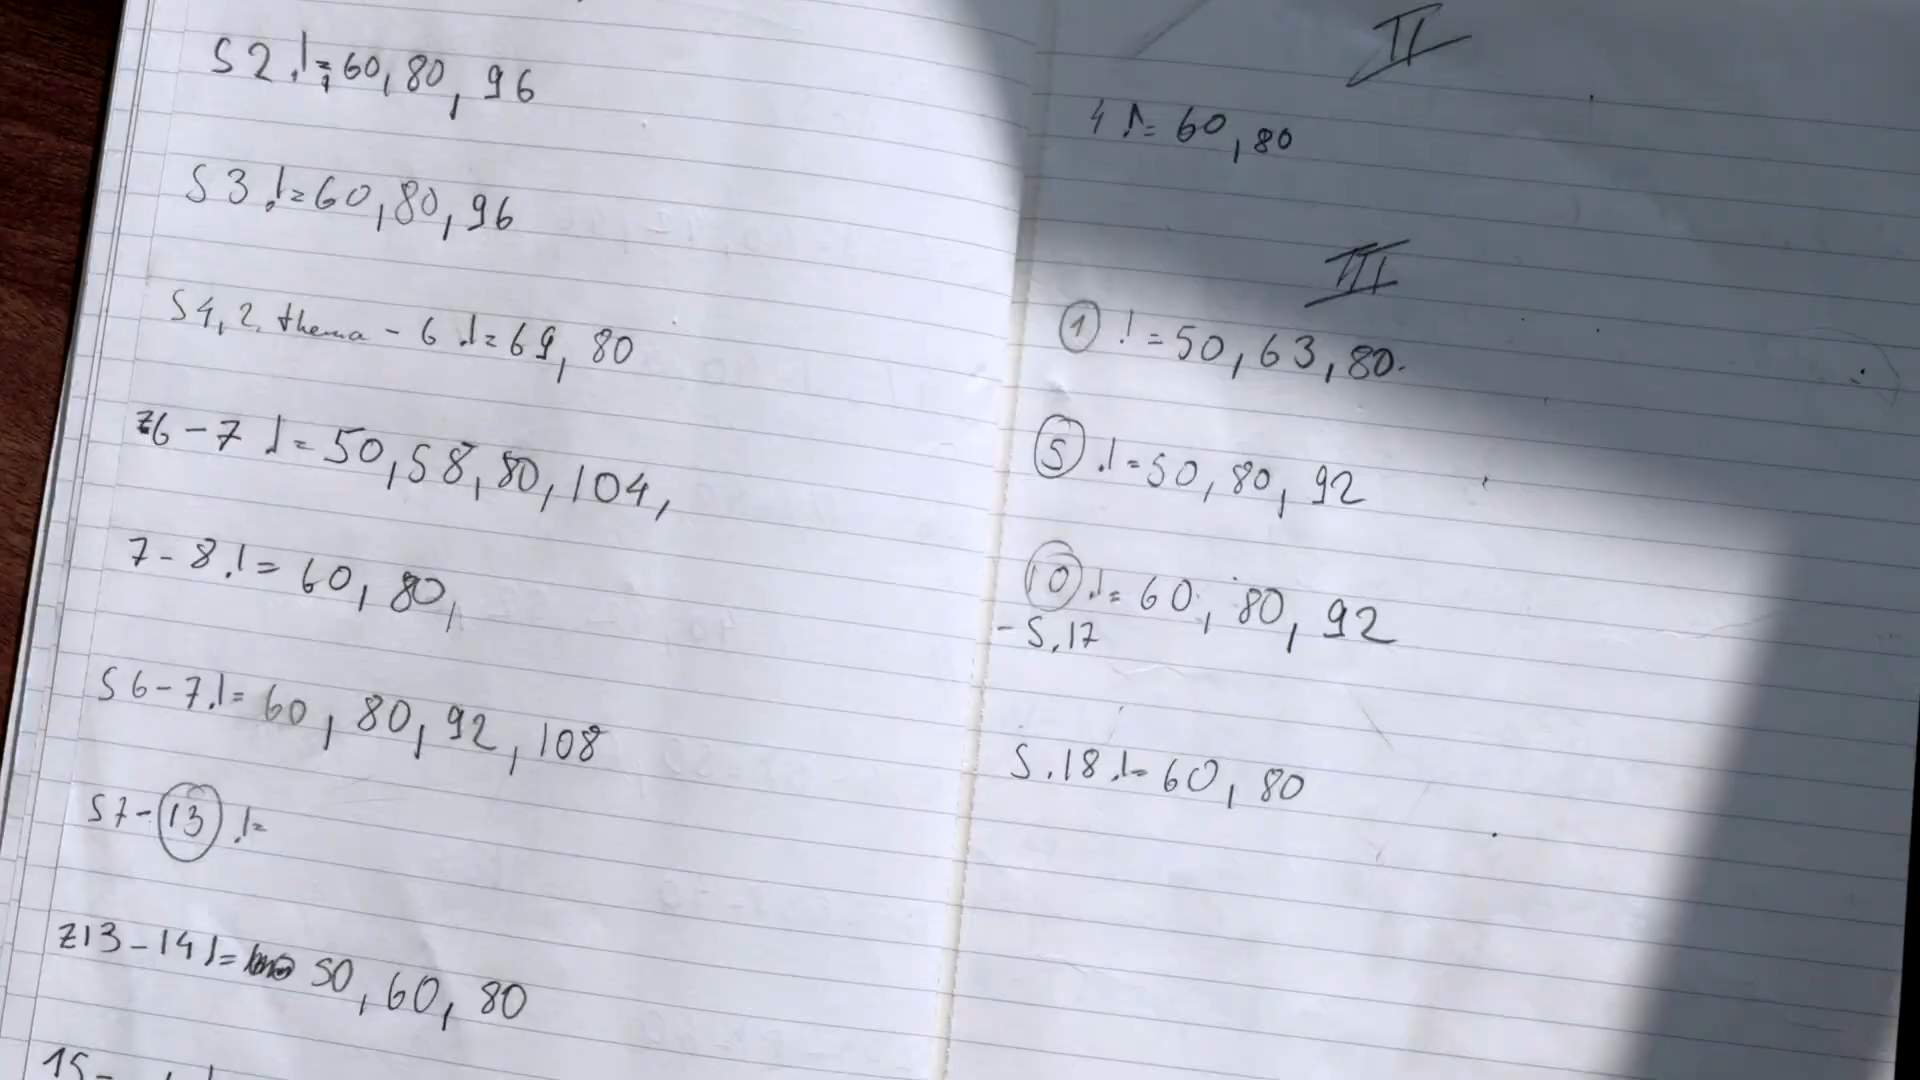 S2 ♩= 60, 80, 96
S3 ♩= 60, 80, 96
S4, 2. thema - 6 ♩= 69, 80
Z6 - 7 ♩= 50, 58, 80, 104,
7 - 8 ♩= 60, 80,
S6 - 7 ♩= 60, 80, 92, 108
S7 - 13 ♩=
Z13 - 14 ♩= 50, 60, 80
15 -
II
4 ♩= 60, 80
III
1 ♩= 50, 63, 80.
5 ♩= 50, 80, 92
10 ♩= 60, 80, 92
- S.17
S.18 ♩= 60, 80